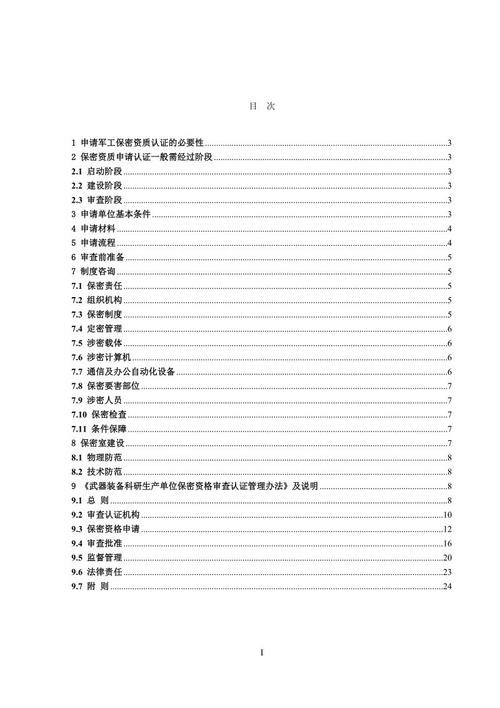 目 次
1 申请军工保密资质认证的必要性 3
2 保密资质申请认证一般需经过阶段 3
2.1 启动阶段 3
2.2 建设阶段 3
2.3 审查阶段 3
3 申请单位基本条件 3
4 申请材料 4
5 申请流程 4
6 审查前准备 5
7 制度咨询 5
7.1 保密责任 5
7.2 组织机构 5
7.3 保密制度 5
7.4 定密管理 6
7.5 涉密载体 6
7.6 涉密计算机 6
7.7 通信及办公自动化设备 6
7.8 保密要害部位 7
7.9 涉密人员 7
7.10 保密检查 7
7.11 条件保障 7
8 保密室建设 7
8.1 物理防范 8
8.2 技术防范 8
9 《武器装备科研生产单位保密资格审查认证管理办法》及说明 8
9.1 总 则 8
9.2 审查认证机构 10
9.3 保密资格申请 12
9.4 审查批准 16
9.5 监督管理 20
9.6 法律责任 23
9.7 附 则 24
I